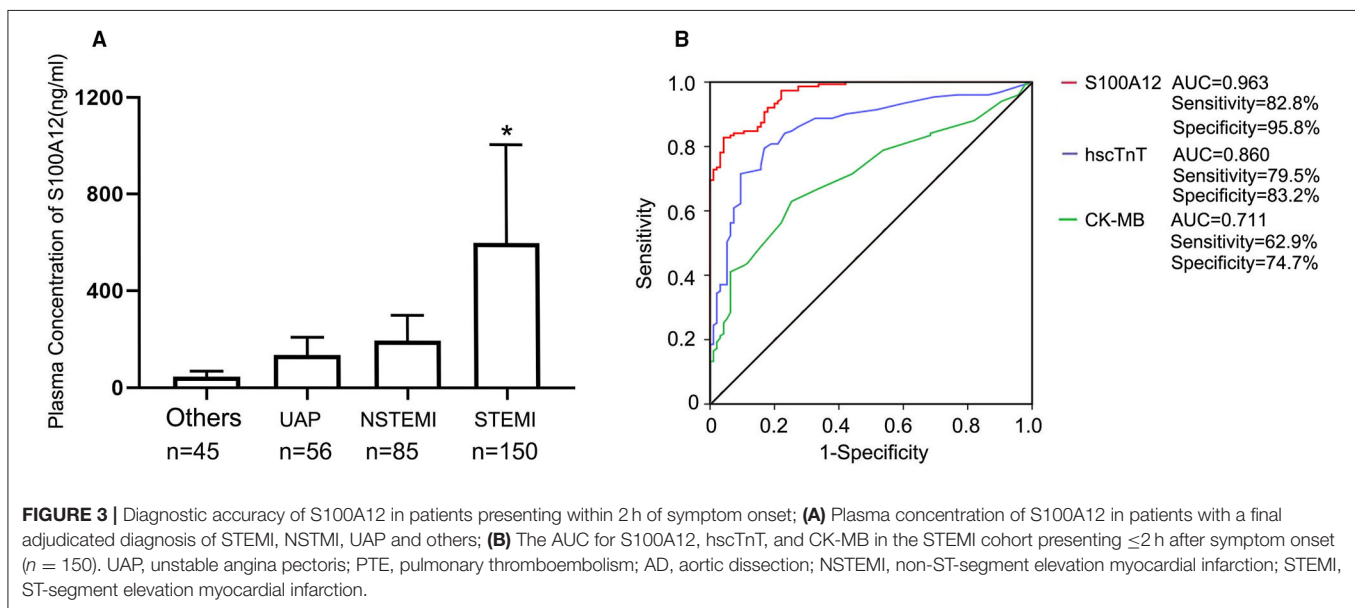 A
Plasma Concentration of S100A12(ng/ml)
1200
800
400
0
*
Others
UAP
NSTEMI
STEMI
n=45
n=56
n=85
n=150
B
Sensitivity
1.0
0.8
0.6
0.4
0.2
0
0
0.2
0.4
0.6
0.8
1.0
1-Specificity
S100A12 AUC=0.963
Sensitivity=82.8%
Specificity=95.8%
hscTnT AUC=0.860
Sensitivity=79.5%
Specificity=83.2%
CK-MB AUC=0.711
Sensitivity=62.9%
Specificity=74.7%
FIGURE 3 | Diagnostic accuracy of S100A12 in patients presenting within 2 h of symptom onset; (A) Plasma concentration of S100A12 in patients with a final
adjudicated diagnosis of STEMI, NSTMI, UAP and others; (B) The AUC for S100A12, hscTnT, and CK-MB in the STEMI cohort presenting ≤2 h after symptom onset
(n = 150). UAP, unstable angina pectoris; PTE, pulmonary thromboembolism; AD, aortic dissection; NSTEMI, non-ST-segment elevation myocardial infarction; STEMI,
ST-segment elevation myocardial infarction.